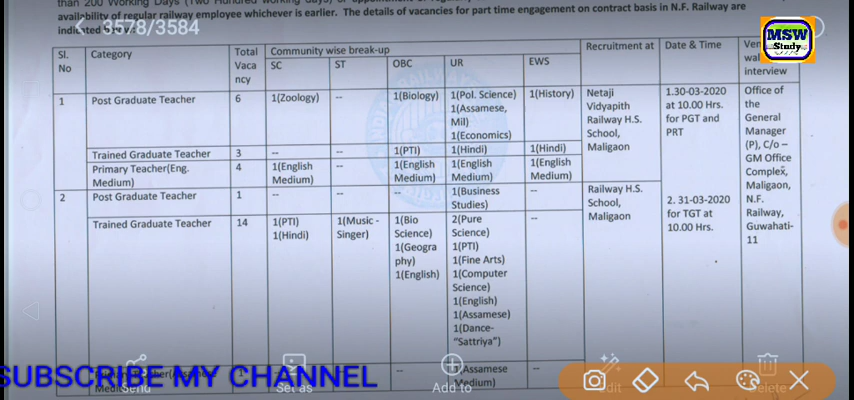 than 200 Working Days (Two Hundred working days)
availability of regular railway employee whichever is earlier. The details of vacancies for part time engagement on contract basis in N.F. Railway are
3578/3584
MSW
Study
Sl. No | Category | Total Vaca ncy | Community wise break-up | Recruitment at | Date & Time | interview
SC | ST | OBC | UR | EWS
1 | Post Graduate Teacher | 6 | 1(Zoology) | -- | 1(Biology) | 1(Pol. Science) 1(Assamese, Mil) 1(Economics) | 1(History) | Netaji Vidyapith Railway H.S. School, Maligaon | 1.30-03-2020 at 10.00 Hrs. for PGT and PRT | Office of the General Manager (P), C/o – GM Office Complex, Maligaon, N.F. Railway, Guwahati-11
Trained Graduate Teacher | 3 | -- | -- | 1(PTI) | 1(Hindi) | 1(Hindi)
Primary Teacher(Eng. Medium) | 4 | 1(English Medium) | -- | 1(English Medium) | 1(English Medium) | 1(English Medium)
2 | Post Graduate Teacher | 1 | -- | -- | -- | 1(Business Studies) | -- | Railway H.S. School, Maligaon | 2. 31-03-2020 for TGT at 10.00 Hrs.
Trained Graduate Teacher | 14 | 1(PTI) 1(Hindi) | 1(Music - Singer) | 1(Bio Science) 1(Geogra phy) 1(English) | 2(Pure Science) 1(PTI) 1(Fine Arts) 1(Computer Science) 1(English) 1(Assamese) 1(Dance- "Sattriya") | --
-- | -- | 1(Assamese Medium) | --
SUBSCRIBE MY CHANNEL
Send Set as Add to Edit Delete